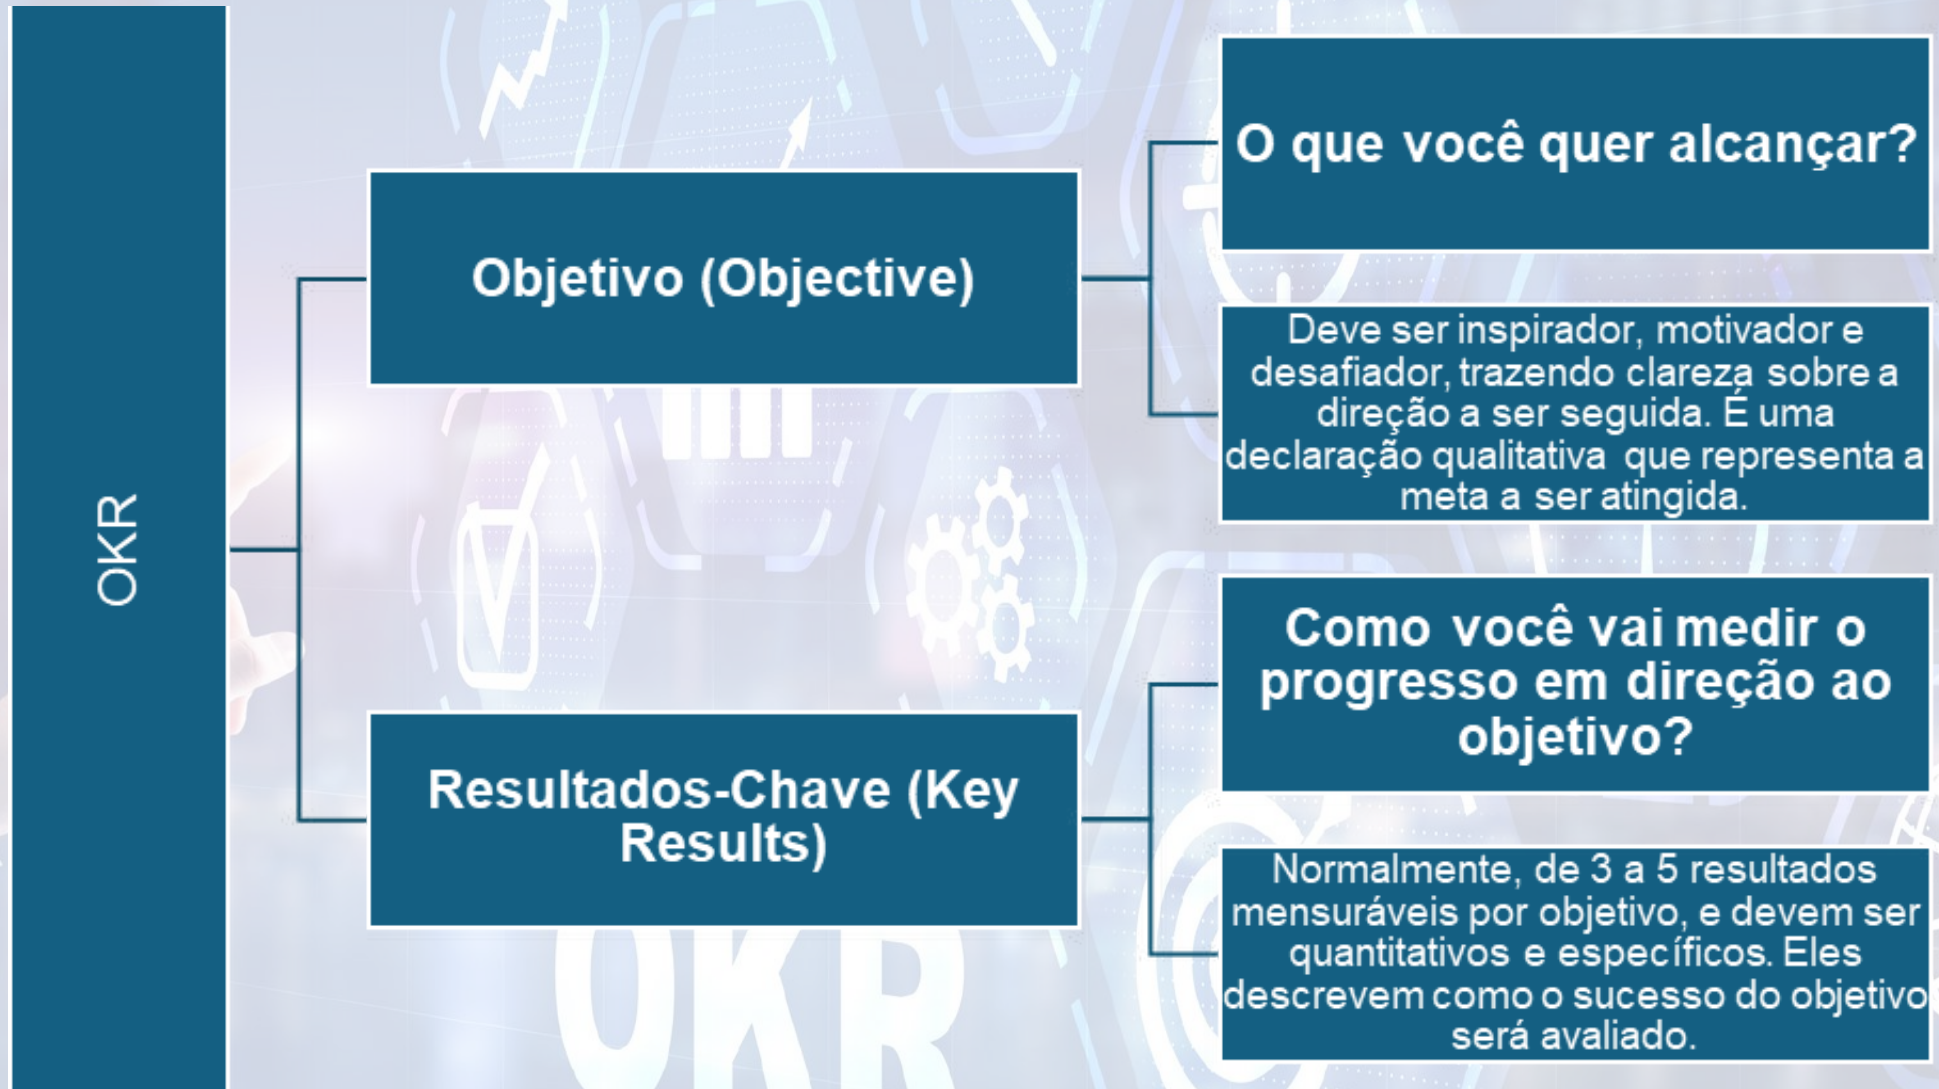 OKR
Objetivo (Objective)
O que você quer alcançar?
Deve ser inspirador, motivador e
desafiador, trazendo clareza sobre a
direção a ser seguida. É uma
declaração qualitativa que representa a
meta a ser atingida.
Resultados-Chave (Key
Results)
Como você vai medir o
progresso em direção ao
objetivo?
Normalmente, de 3 a 5 resultados
mensuráveis por objetivo, e devem ser
quantitativos e específicos. Eles
descrevem como o sucesso do objetivo
será avaliado.
OKR